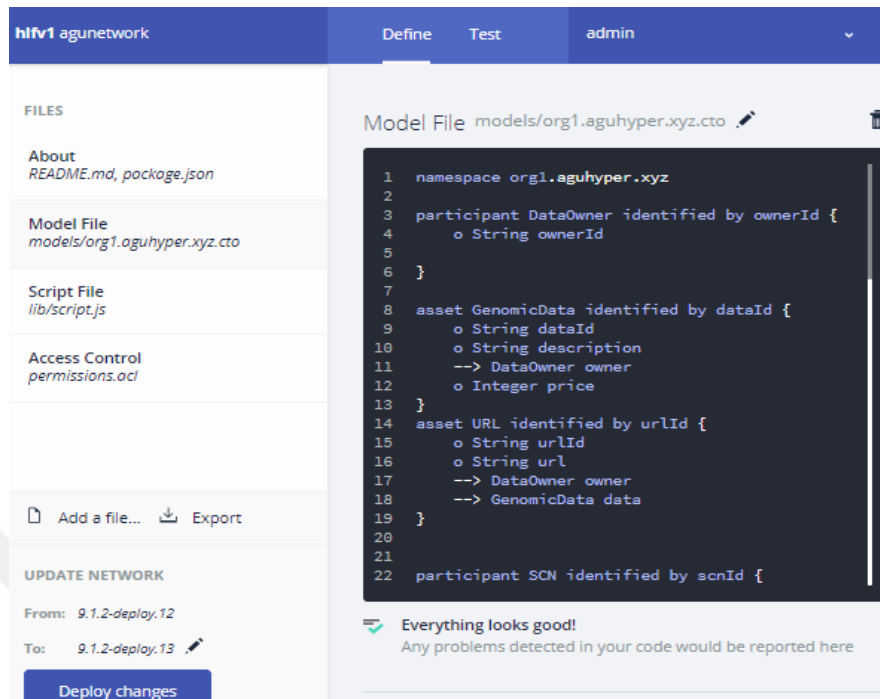 hlfv1 agunetwork
Define Test admin
FILES
About
README.md, package.json
Model File
models/org1.aguhyper.xyz.cto
Script File
lib/script.js
Access Control
permissions.acl
Add a file... Export
UPDATE NETWORK
From: 9.1.2-deploy.12
To: 9.1.2-deploy.13
Deploy changes
Model File models/org1.aguhyper.xyz.cto
1 namespace org1.aguhyper.xyz
2
3 participant DataOwner identified by ownerId {
4 o String ownerId
5
6 }
7
8 asset GenomicData identified by dataId {
9 o String dataId
10 o String description
11 --> DataOwner owner
12 o Integer price
13 }
14 asset URL identified by urlId {
15 o String urlId
16 o String url
17 --> DataOwner owner
18 --> GenomicData data
19 }
20
21
22 participant SCN identified by scnId {
Everything looks good!
Any problems detected in your code would be reported here